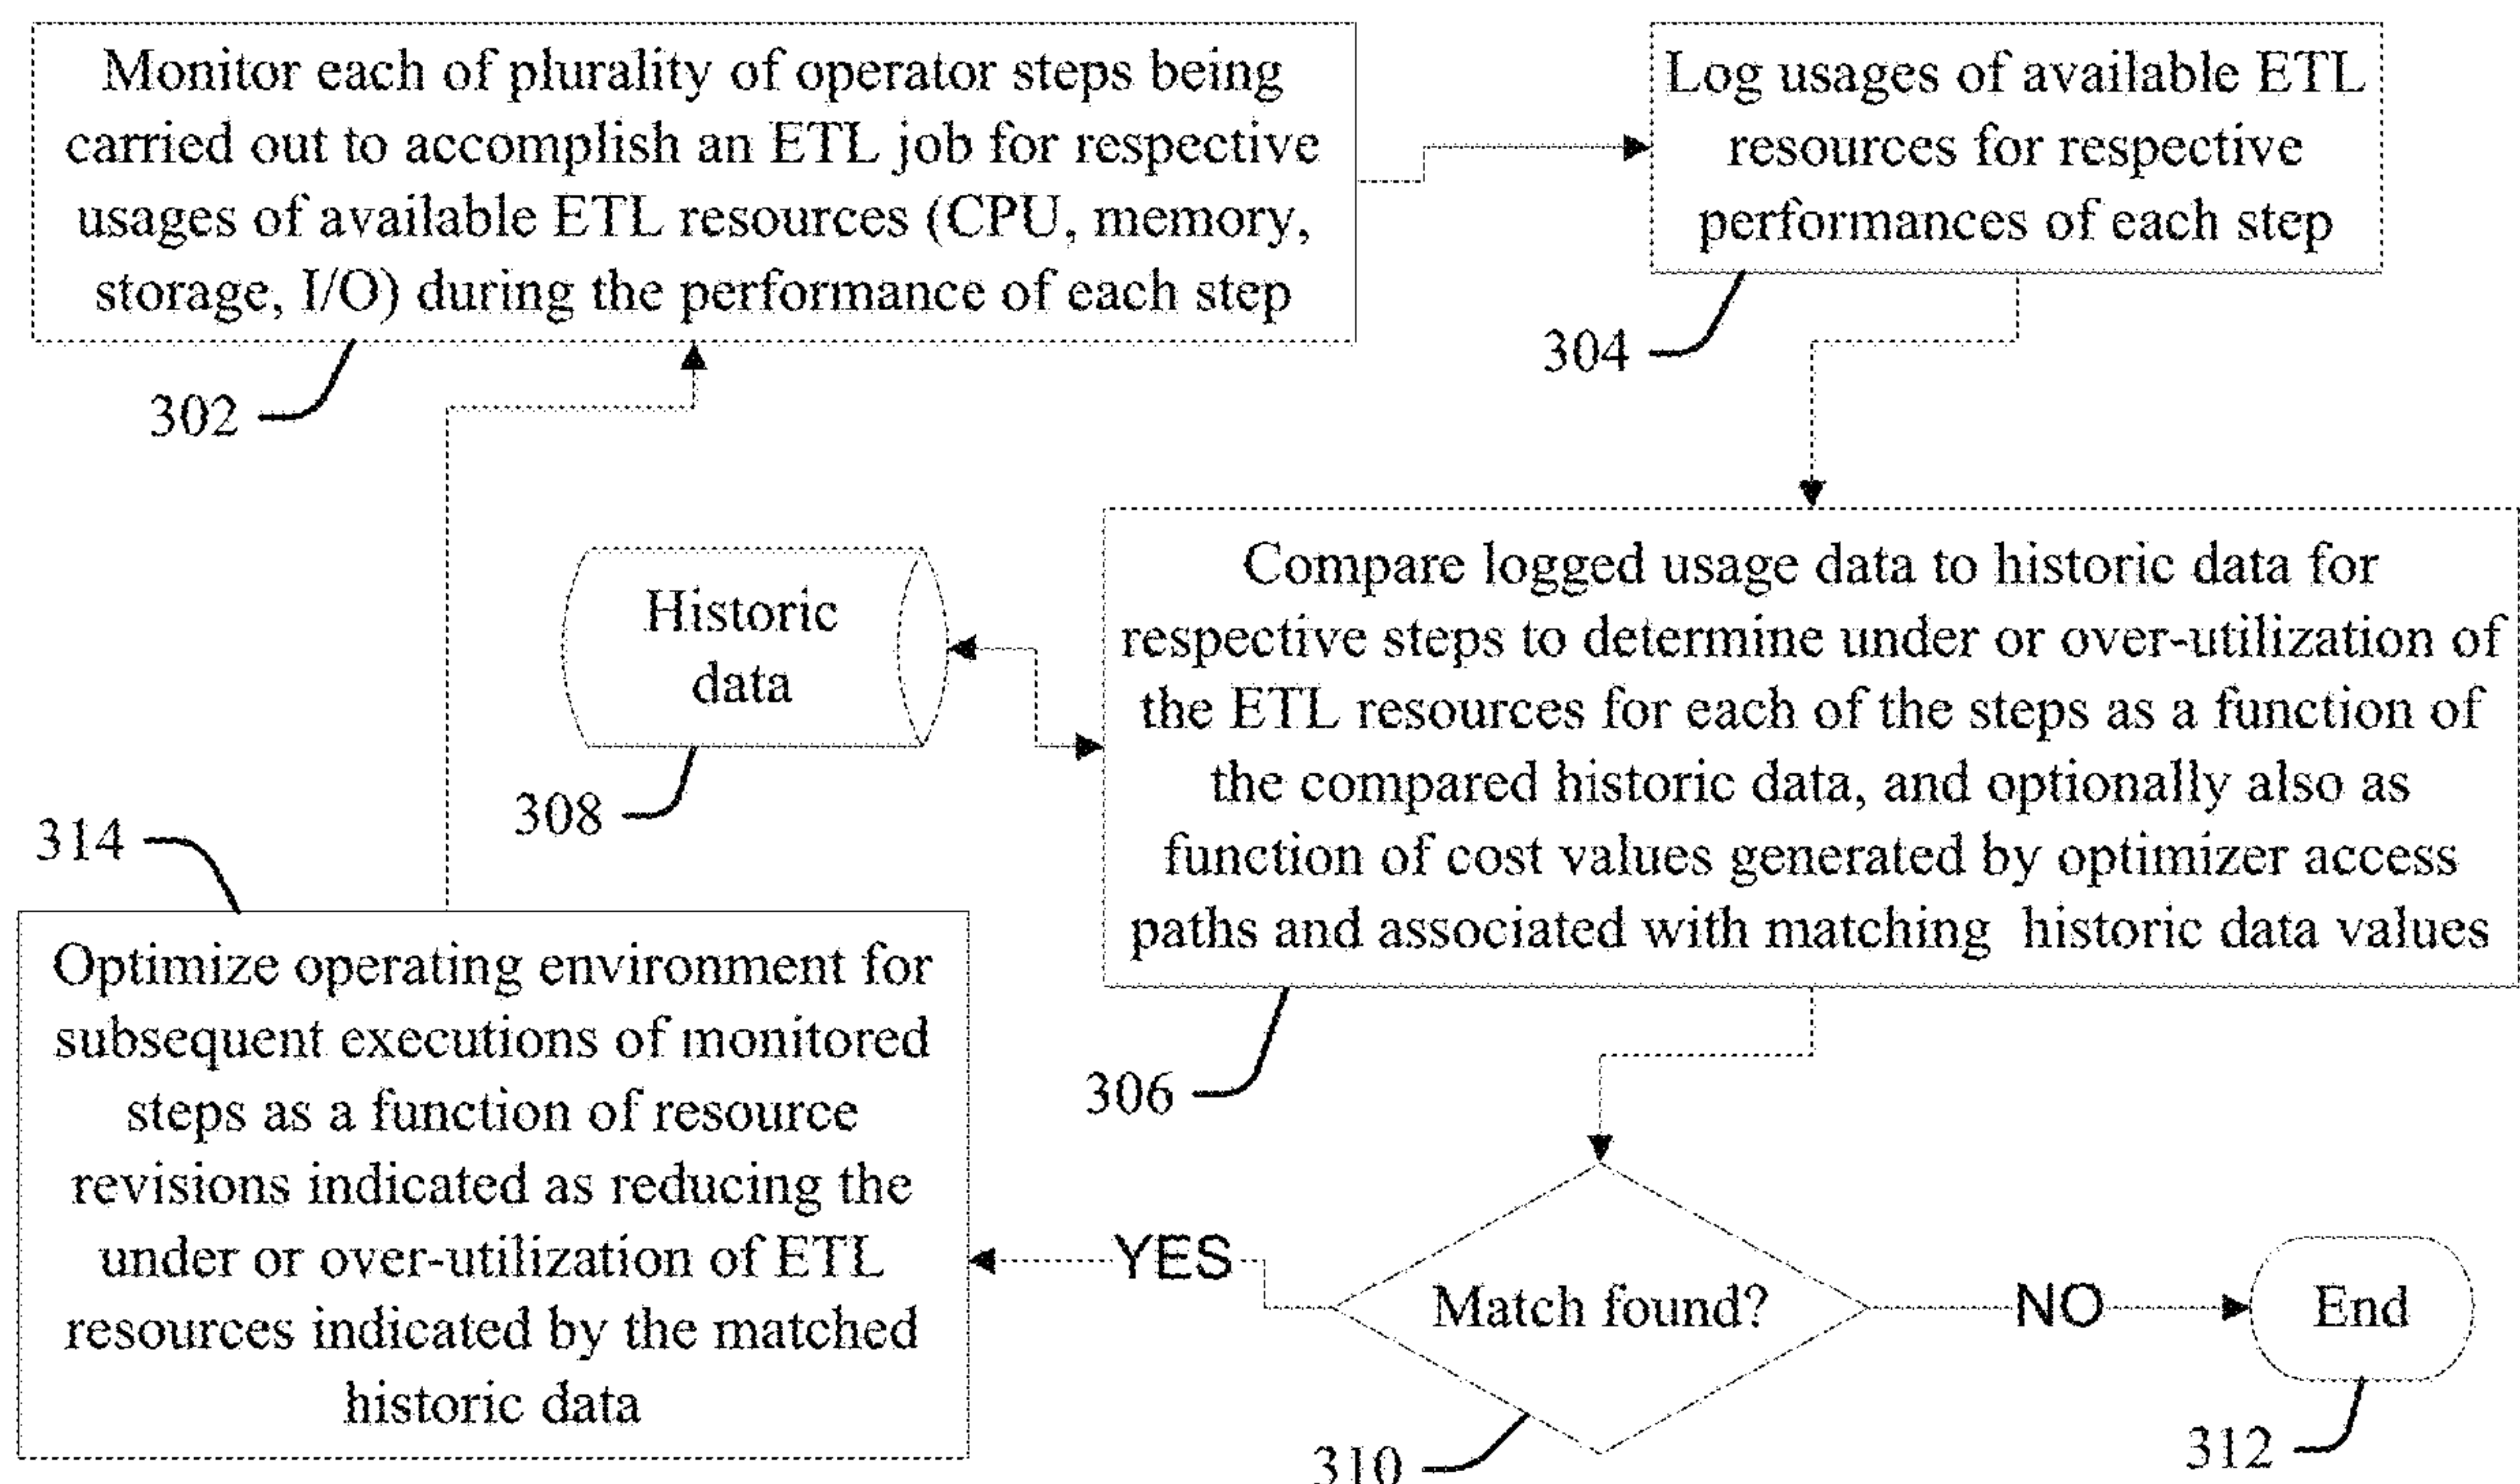 Monitor each of plurality of operator steps being
carried out to accomplish an ETL job for respective
usages of available ETL resources (CPU, memory,
storage, I/O) during the performance of each step
302
Log usages of available ETL
resources for respective
performances of each step
304
Historic
data
308
Compare logged usage data to historic data for
respective steps to determine under or over-utilization of
the ETL resources for each of the steps as a function of
the compared historic data, and optionally also as
function of cost values generated by optimizer access
paths and associated with matching historic data values
306
314
Optimize operating environment for
subsequent executions of monitored
steps as a function of resource
revisions indicated as reducing the
under or over-utilization of ETL
resources indicated by the matched
historic data
YES
Match found?
310
NO
End
312